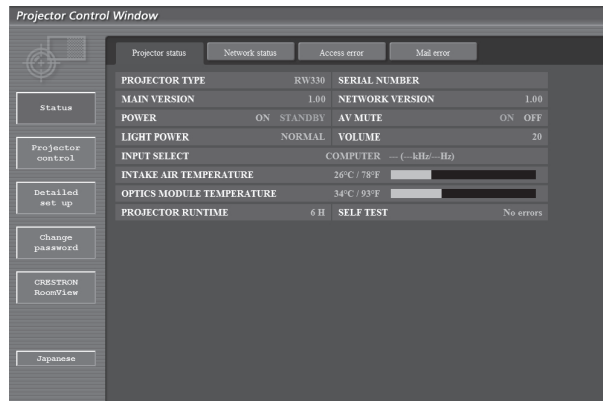 Projector Control Window
Projector status Network status Access error Mail error
PROJECTOR TYPE RW330 SERIAL NUMBER
MAIN VERSION 1.00 NETWORK VERSION 1.00
POWER ON STANDBY AV MUTE ON OFF
LIGHT POWER NORMAL VOLUME 20
INPUT SELECT COMPUTER — (—kHz/—Hz)
INTAKE AIR TEMPERATURE 26°C / 78°F
OPTICS MODULE TEMPERATURE 34°C / 93°F
PROJECTOR RUNTIME 6 H SELF TEST No errors
Status
Projector
control
Detailed
set up
Change
password
CRESTRON
RoomView
Japanese